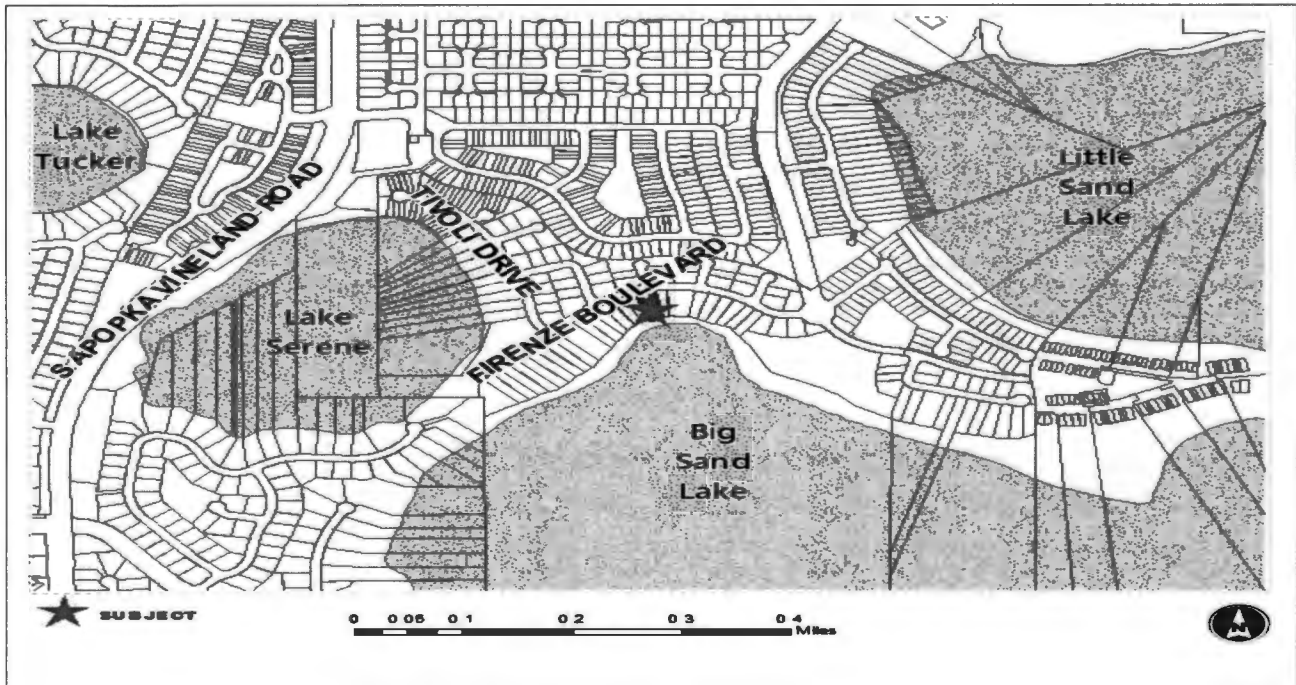 Lake
Tucker
Little
Sand
Lake
S APOPKA VINELAND ROAD
TIVOLI DRIVE
FIRENZE BOULEVARD
Lake
Serene
Big
Sand
Lake
SUBJECT
0 0 05 0 1 0 2 0 3 0 4
Miles
N